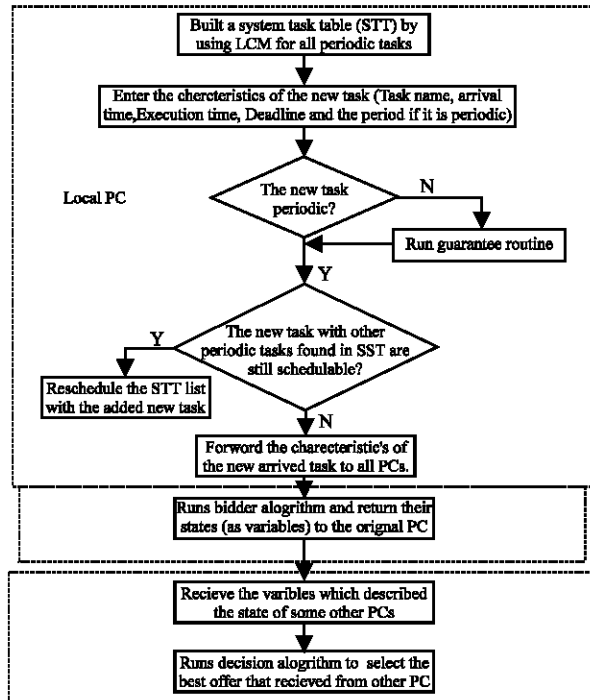 Built a system task table (STT) by
using LCM for all periodic tasks
Enter the chercteristics of the new task (Task name, arrival
time,Execution time, Deadline and the period if it is periodic)
Local PC
The new task
periodic?
N
Run guarantee routine
Y
The new task with other
periodic tasks found in SST are
still schedulable?
Y
Reschedule the STT list
with the added new task
N
Forword the charecteristic's of
the new arrived task to all PCs.
Runs bidder alogrithm and return their
states (as variables) to the orignal PC
Recieve the varibles which described
the state of some other PCs
Runs decision alogrithm to select the
best offer that recieved from other PC